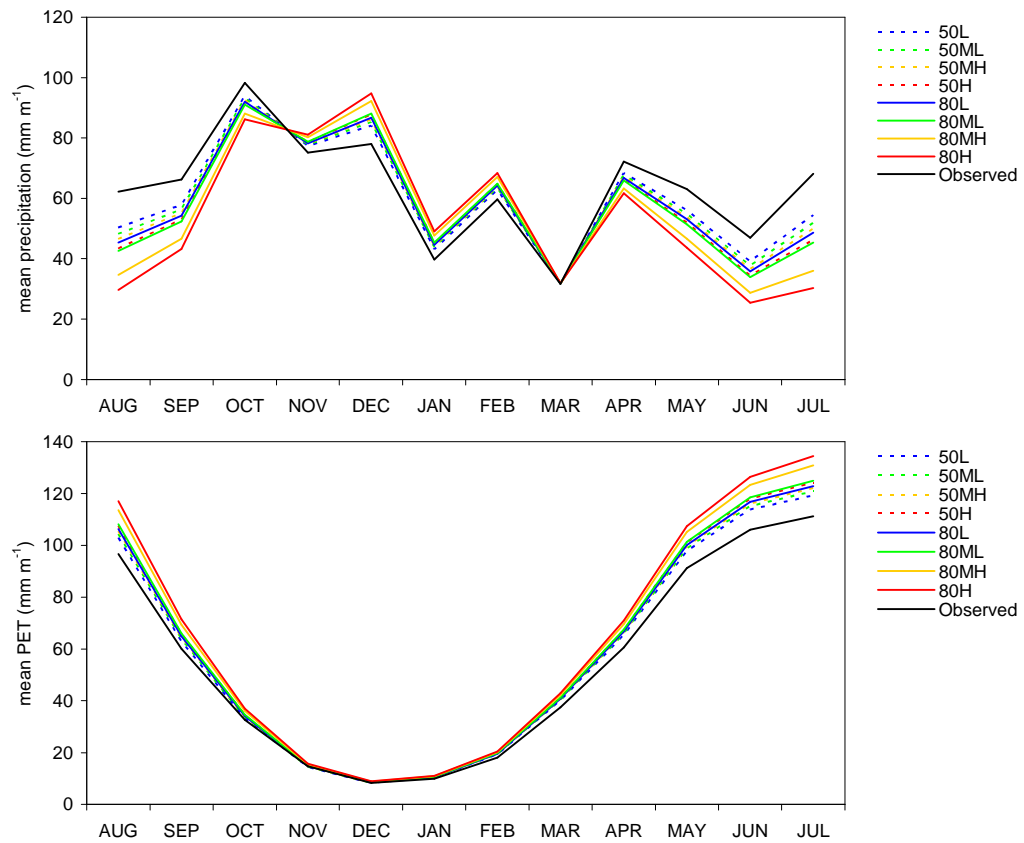 mean precipitation (mm m-1)
120
100
80
60
40
20
0
AUG SEP OCT NOV DEC JAN FEB MAR APR MAY JUN JUL
50L
50ML
50MH
50H
80L
80ML
80MH
80H
Observed
mean PET (mm m-1)
140
120
100
80
60
40
20
0
AUG SEP OCT NOV DEC JAN FEB MAR APR MAY JUN JUL
50L
50ML
50MH
50H
80L
80ML
80MH
80H
Observed